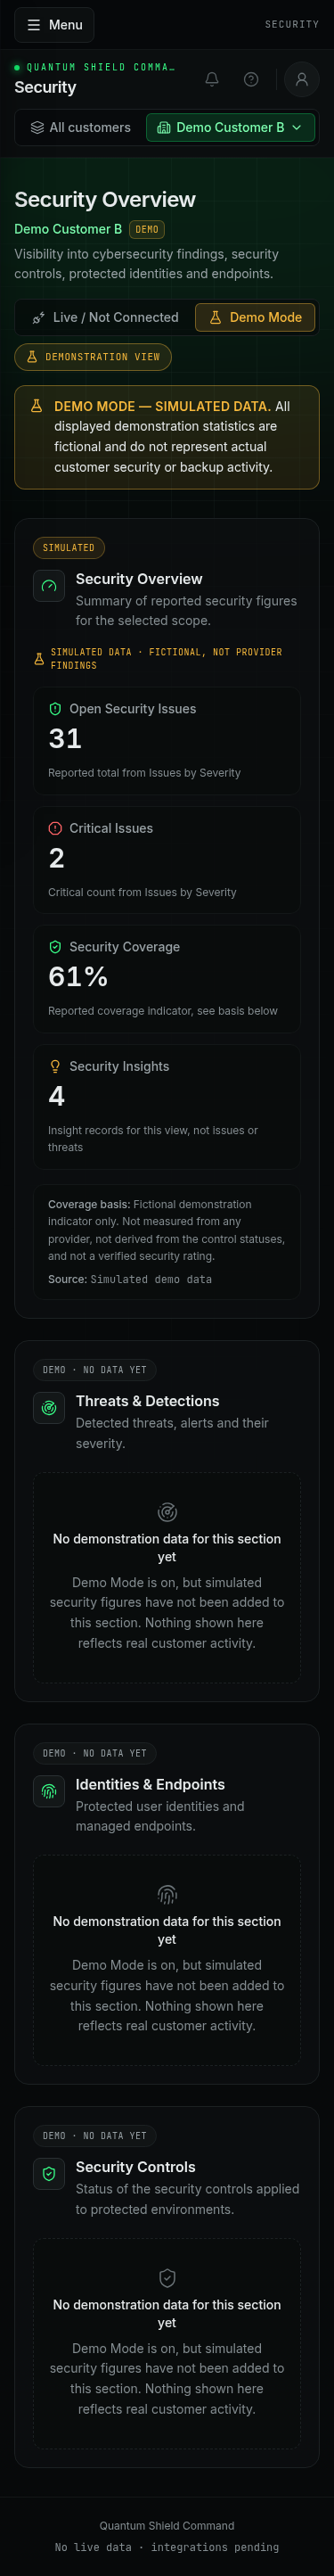 Menu
SECURITY
QUANTUM SHIELD COMMA…
Security
All customers
Demo Customer B
Security Overview
Demo Customer B DEMO
Visibility into cybersecurity findings, security
controls, protected identities and endpoints.
Live / Not Connected
Demo Mode
DEMONSTRATION VIEW
DEMO MODE — SIMULATED DATA. All
displayed demonstration statistics are
fictional and do not represent actual
customer security or backup activity.
SIMULATED
Security Overview
Summary of reported security figures
for the selected scope.
SIMULATED DATA · FICTIONAL, NOT PROVIDER
FINDINGS
Open Security Issues
31
Reported total from Issues by Severity
Critical Issues
2
Critical count from Issues by Severity
Security Coverage
61%
Reported coverage indicator, see basis below
Security Insights
4
Insight records for this view, not issues or
threats
Coverage basis: Fictional demonstration
indicator only. Not measured from any
provider, not derived from the control statuses,
and not a verified security rating.
Source: Simulated demo data
DEMO · NO DATA YET
Threats & Detections
Detected threats, alerts and their
severity.
No demonstration data for this section
yet
Demo Mode is on, but simulated
security figures have not been added to
this section. Nothing shown here
reflects real customer activity.
DEMO · NO DATA YET
Identities & Endpoints
Protected user identities and
managed endpoints.
No demonstration data for this section
yet
Demo Mode is on, but simulated
security figures have not been added to
this section. Nothing shown here
reflects real customer activity.
DEMO · NO DATA YET
Security Controls
Status of the security controls applied
to protected environments.
No demonstration data for this section
yet
Demo Mode is on, but simulated
security figures have not been added to
this section. Nothing shown here
reflects real customer activity.
Quantum Shield Command
No live data · integrations pending